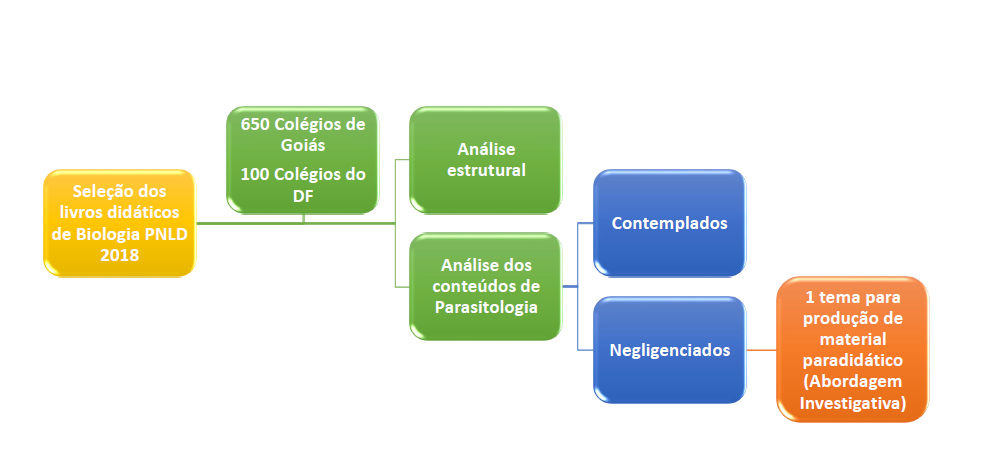 Seleção dos
livros didáticos
de Biologia PNLD
2018
650 Colégios de
Goiás
100 Colégios do
DF
Análise
estrutural
Análise dos
conteúdos de
Parasitologia
Contemplados
Negligenciados
1 tema para
produção de
material
paradidático
(Abordagem
Investigativa)